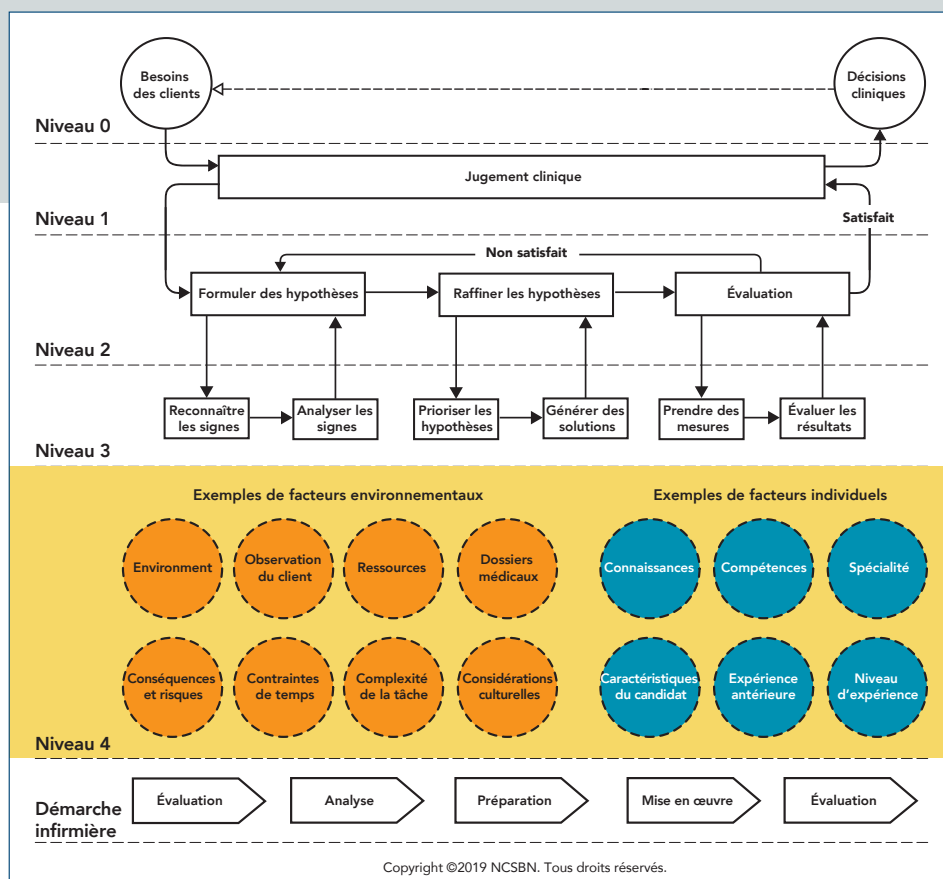 Besoins
des clients
Décisions
cliniques
Niveau 0
Jugement clinique
Niveau 1
Satisfait
Non satisfait
Formuler des hypothèses
Raffiner les hypothèses
Évaluation
Niveau 2
Reconnaître
les signes
Analyser les
signes
Prioriser les
hypothèses
Générer des
solutions
Prendre des
mesures
Évaluer les
résultats
Niveau 3
Exemples de facteurs environnementaux
Exemples de facteurs individuels
Environment
Observation
du client
Ressources
Dossiers
médicaux
Connaissances
Compétences
Spécialité
Conséquences
et risques
Contraintes
de temps
Complexité
de la tâche
Considérations
culturelles
Caractéristiques
du candidat
Expérience
antérieure
Niveau
d'expérience
Niveau 4
Démarche
infirmière
Évaluation
Analyse
Préparation
Mise en œuvre
Évaluation
Copyright ©2019 NCSBN. Tous droits réservés.